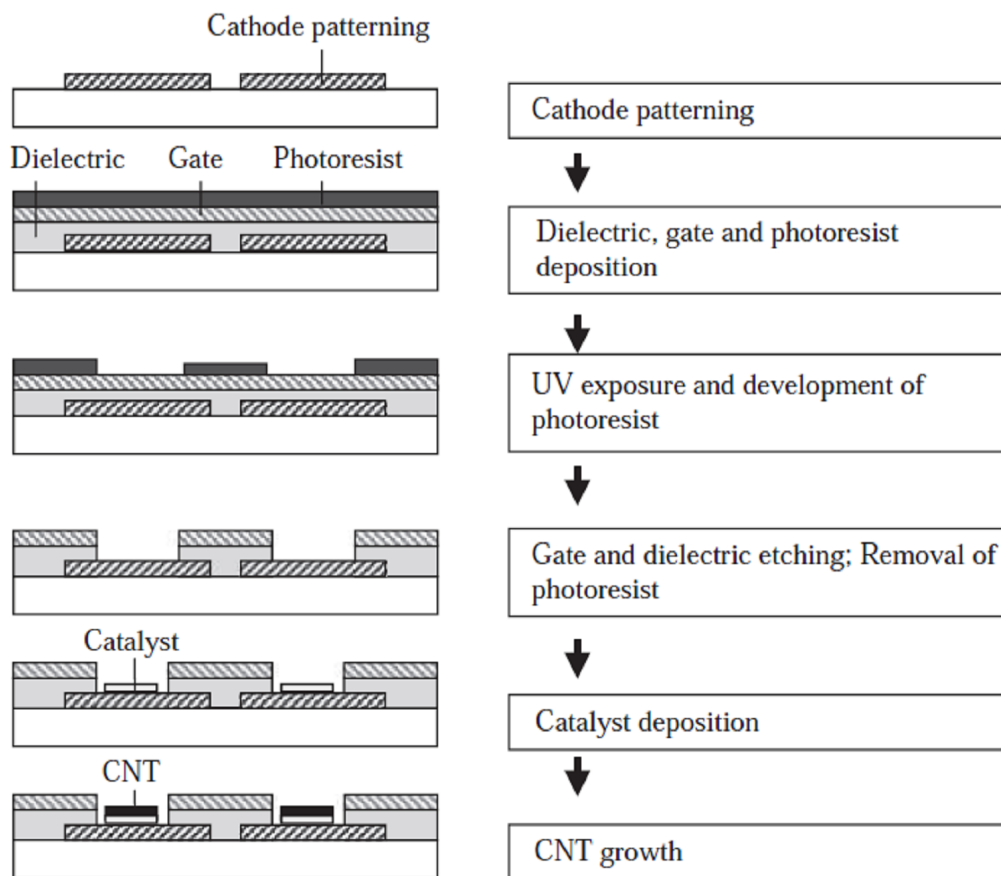 Cathode patterning
Cathode patterning
Dielectric Gate Photoresist
Dielectric, gate and photoresist
deposition
UV exposure and development of
photoresist
Gate and dielectric etching; Removal of
photoresist
Catalyst
Catalyst deposition
CNT
CNT growth